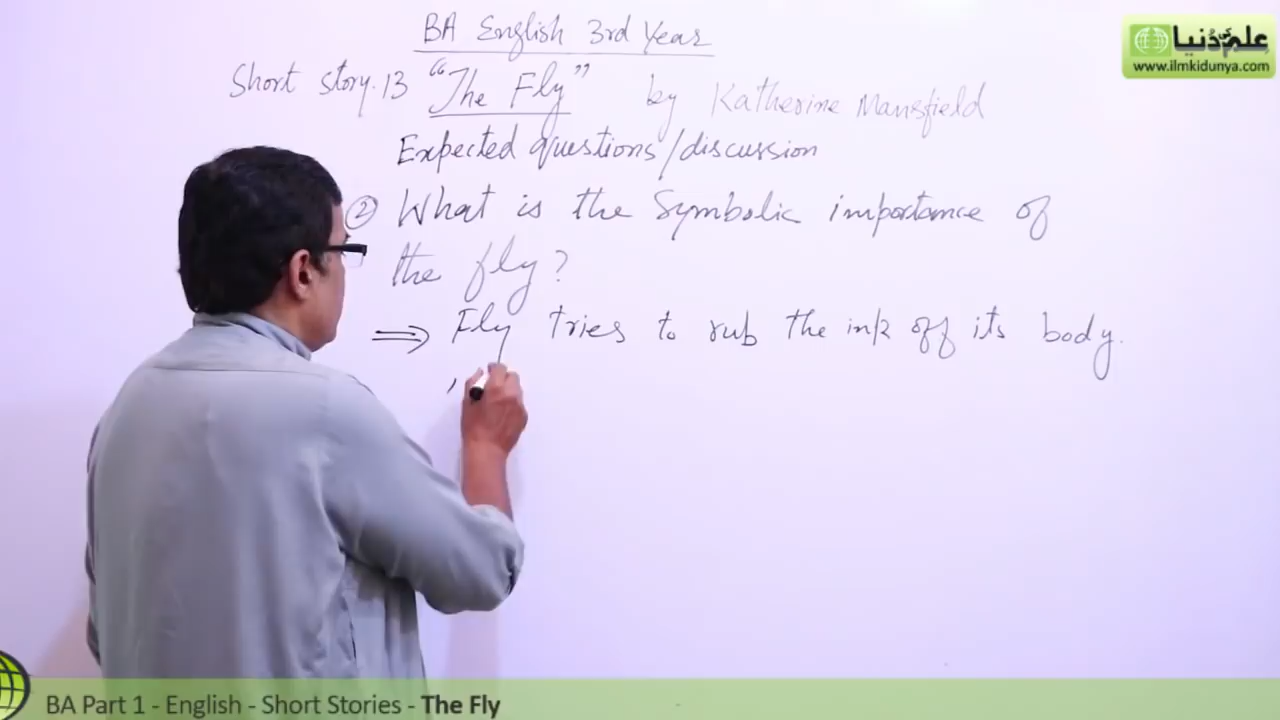 BA English 3rd Year
Short story.13 "The Fly" by Katherine Mansfield
Expected questions/discussion
② What is the Symbolic importance of
the fly?
⇒ Fly tries to rub the ink off its body.
علم کی دنیا
www.ilmkidunya.com
BA Part 1 - English - Short Stories - The Fly